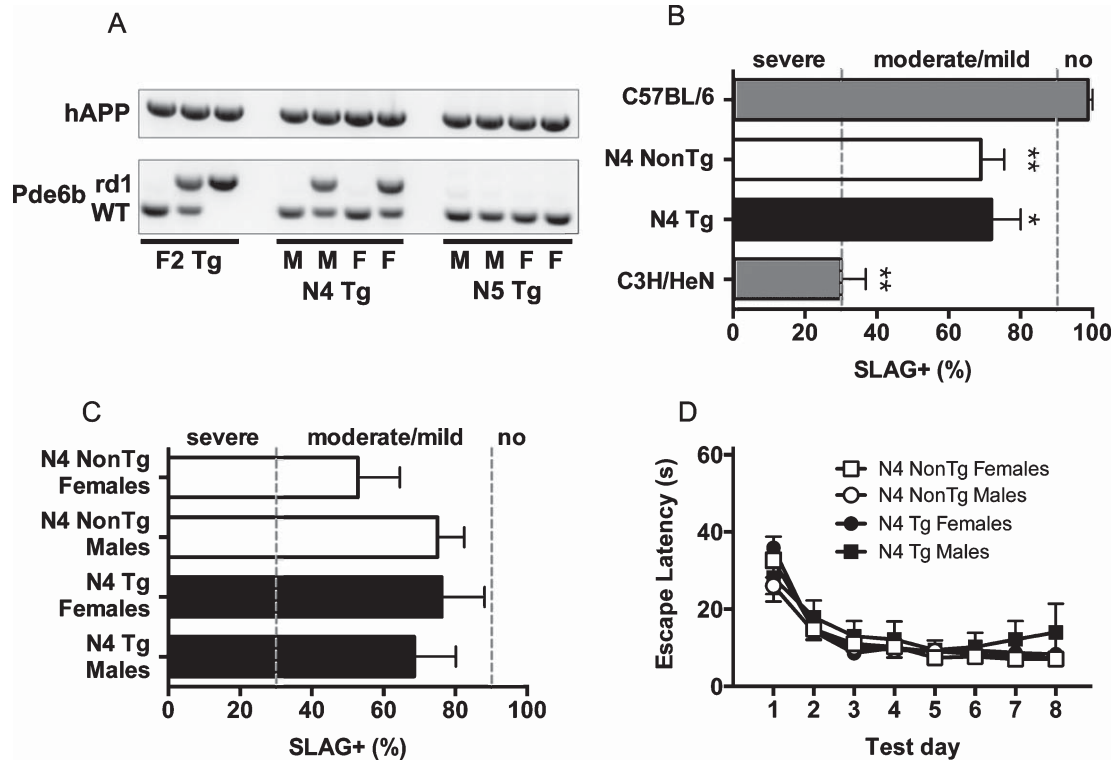 A
hAPP
Pde6b
rd1
WT
F2 Tg
M M F F
N4 Tg
M M F F
N5 Tg
B
severe moderate/mild no
C57BL/6
N4 NonTg
**
N4 Tg
*
C3H/HeN
**
0 20 40 60 80 100
SLAG+ (%)
C
severe moderate/mild no
N4 NonTg
Females
N4 NonTg
Males
N4 Tg
Females
N4 Tg
Males
0 20 40 60 80 100
SLAG+ (%)
D
Escape Latency (s)
60
40
20
0
N4 NonTg Females
N4 NonTg Males
N4 Tg Females
N4 Tg Males
1 2 3 4 5 6 7 8
Test day